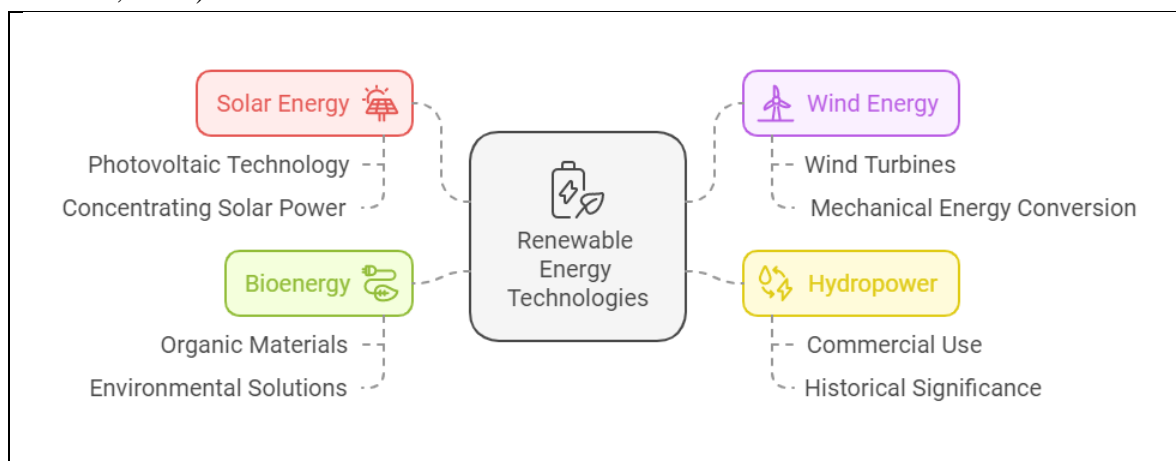 Solar Energy
Photovoltaic Technology
Concentrating Solar Power
Bioenergy
Organic Materials
Environmental Solutions
Renewable
Energy
Technologies
Wind Energy
Wind Turbines
Mechanical Energy Conversion
Hydropower
Commercial Use
Historical Significance